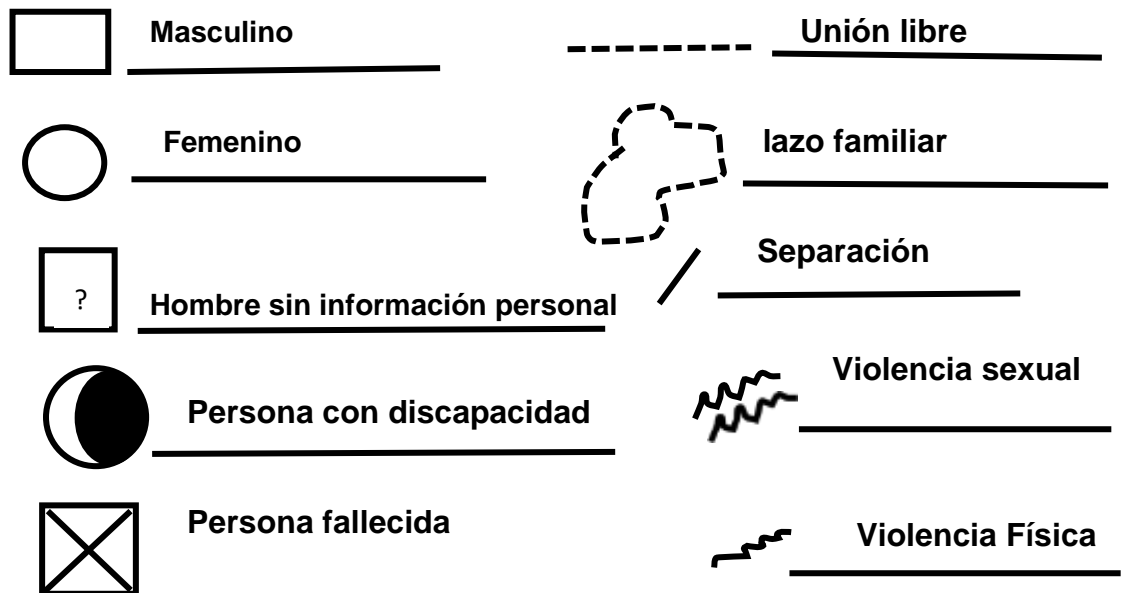 Masculino
Unión libre
Femenino
lazo familiar
?
Hombre sin información personal
Separación
Persona con discapacidad
Violencia sexual
Persona fallecida
Violencia Física